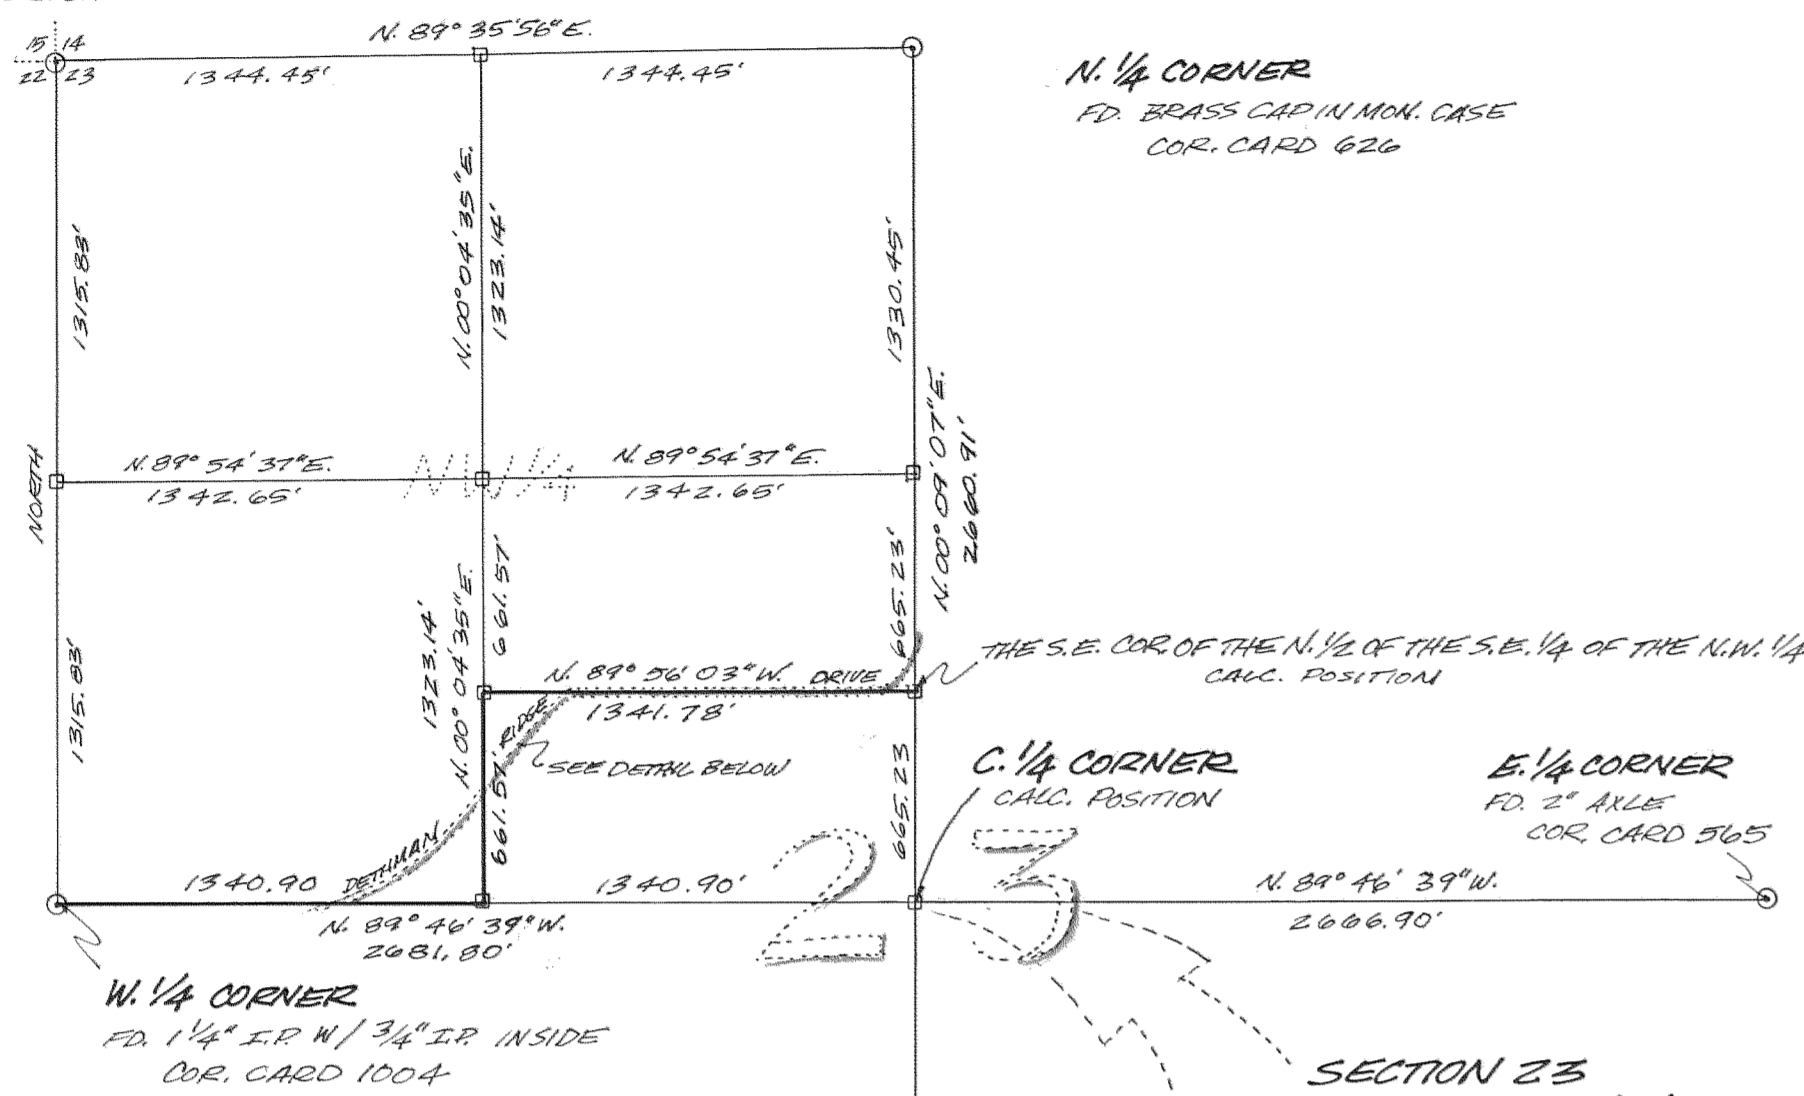 15 14
22 23
N. 89° 35' 56" E.
1344.45'
1344.45'
N. 1/4 CORNER
FD. BRASS CAP IN MON. CASE
COR. CARD 626
1315.83'
N. 00° 04' 35" E.
1323.14'
1330.45'
NORTH
N. 89° 54' 37" E.
1342.65'
NW 1/4
N. 89° 54' 37" E.
1342.65'
N. 00° 09' 07" E.
2660.91'
1315.83'
1323.14'
N. 00° 04' 35" E.
661.57'
665.23'
N. 89° 56' 03" W.
DRIVE
1341.78'
THE S.E. COR OF THE N. 1/2 OF THE S.E. 1/4 OF THE N.W. 1/4
CALC. POSITION
RIDGE
SEE DETAIL BELOW
661.57'
665.23
C. 1/4 CORNER
CALC. POSITION
E. 1/4 CORNER
FD. 2" AXLE
COR. CARD 565
DETHMAN
1340.90
1340.90'
23
N. 89° 46' 39" W.
2666.90'
N. 89° 46' 39" W.
2681.80'
W. 1/4 CORNER
FD. 1 1/4" I.P. W/ 3/4" I.P. INSIDE
COR. CARD 1004
SECTION 23